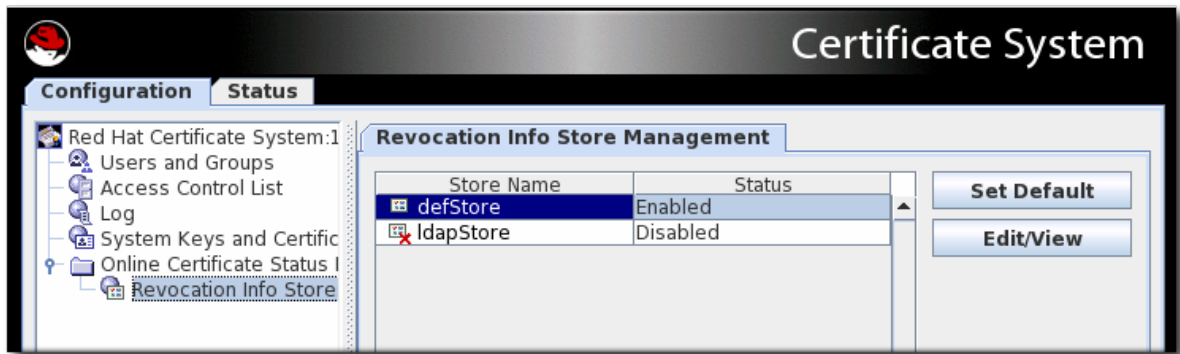 Certificate System
Configuration
Status
Red Hat Certificate System:1
Users and Groups
Access Control List
Log
System Keys and Certific
Online Certificate Status
Revocation Info Store
Revocation Info Store Management
Store Name Status
defStore Enabled
ldapStore Disabled
Set Default
Edit/View